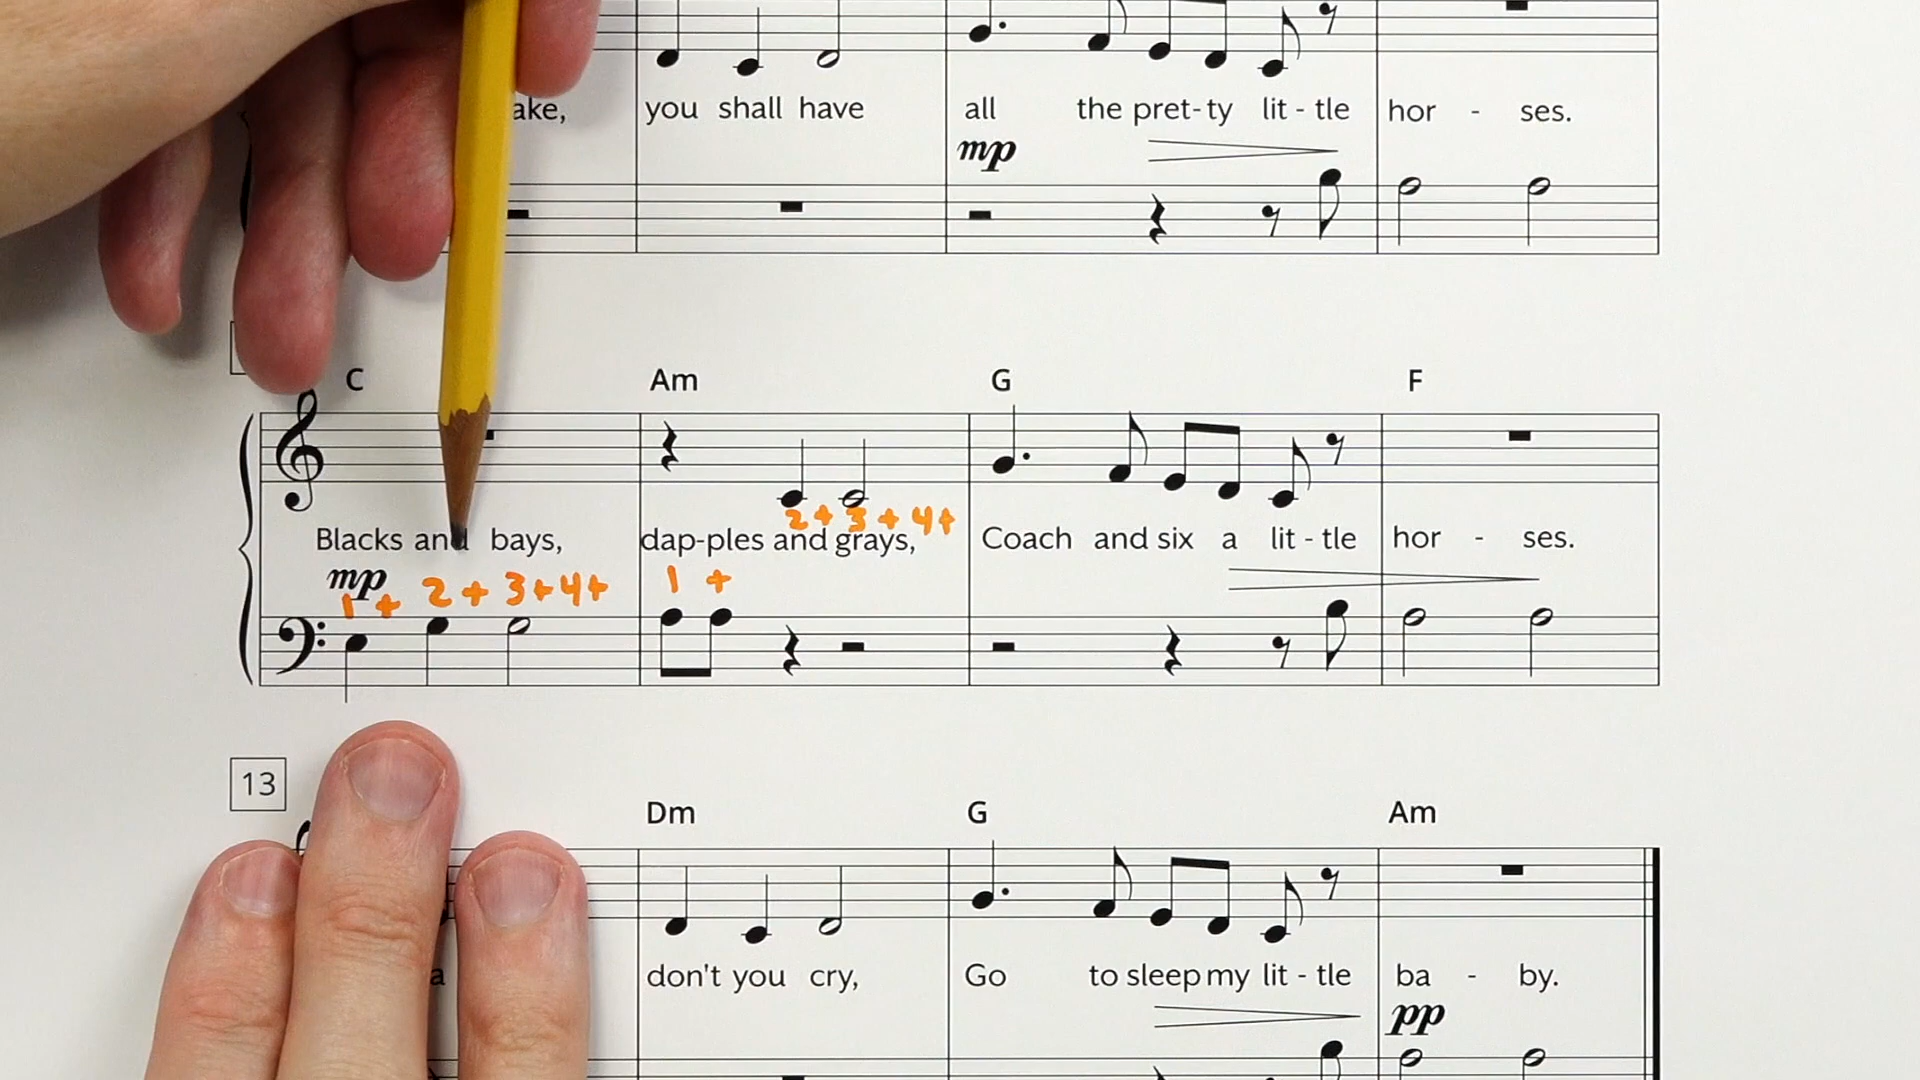 ake, you shall have all the pret-ty lit - tle hor - ses.
mp
C Am G F
2 + 3 + 4 +
Blacks and bays, dap-ples and grays, Coach and six a lit - tle hor - ses.
mp
1 + 2 + 3 + 4 + 1 +
13
Dm G Am
a don't you cry, Go to sleep my lit - tle ba - by.
pp